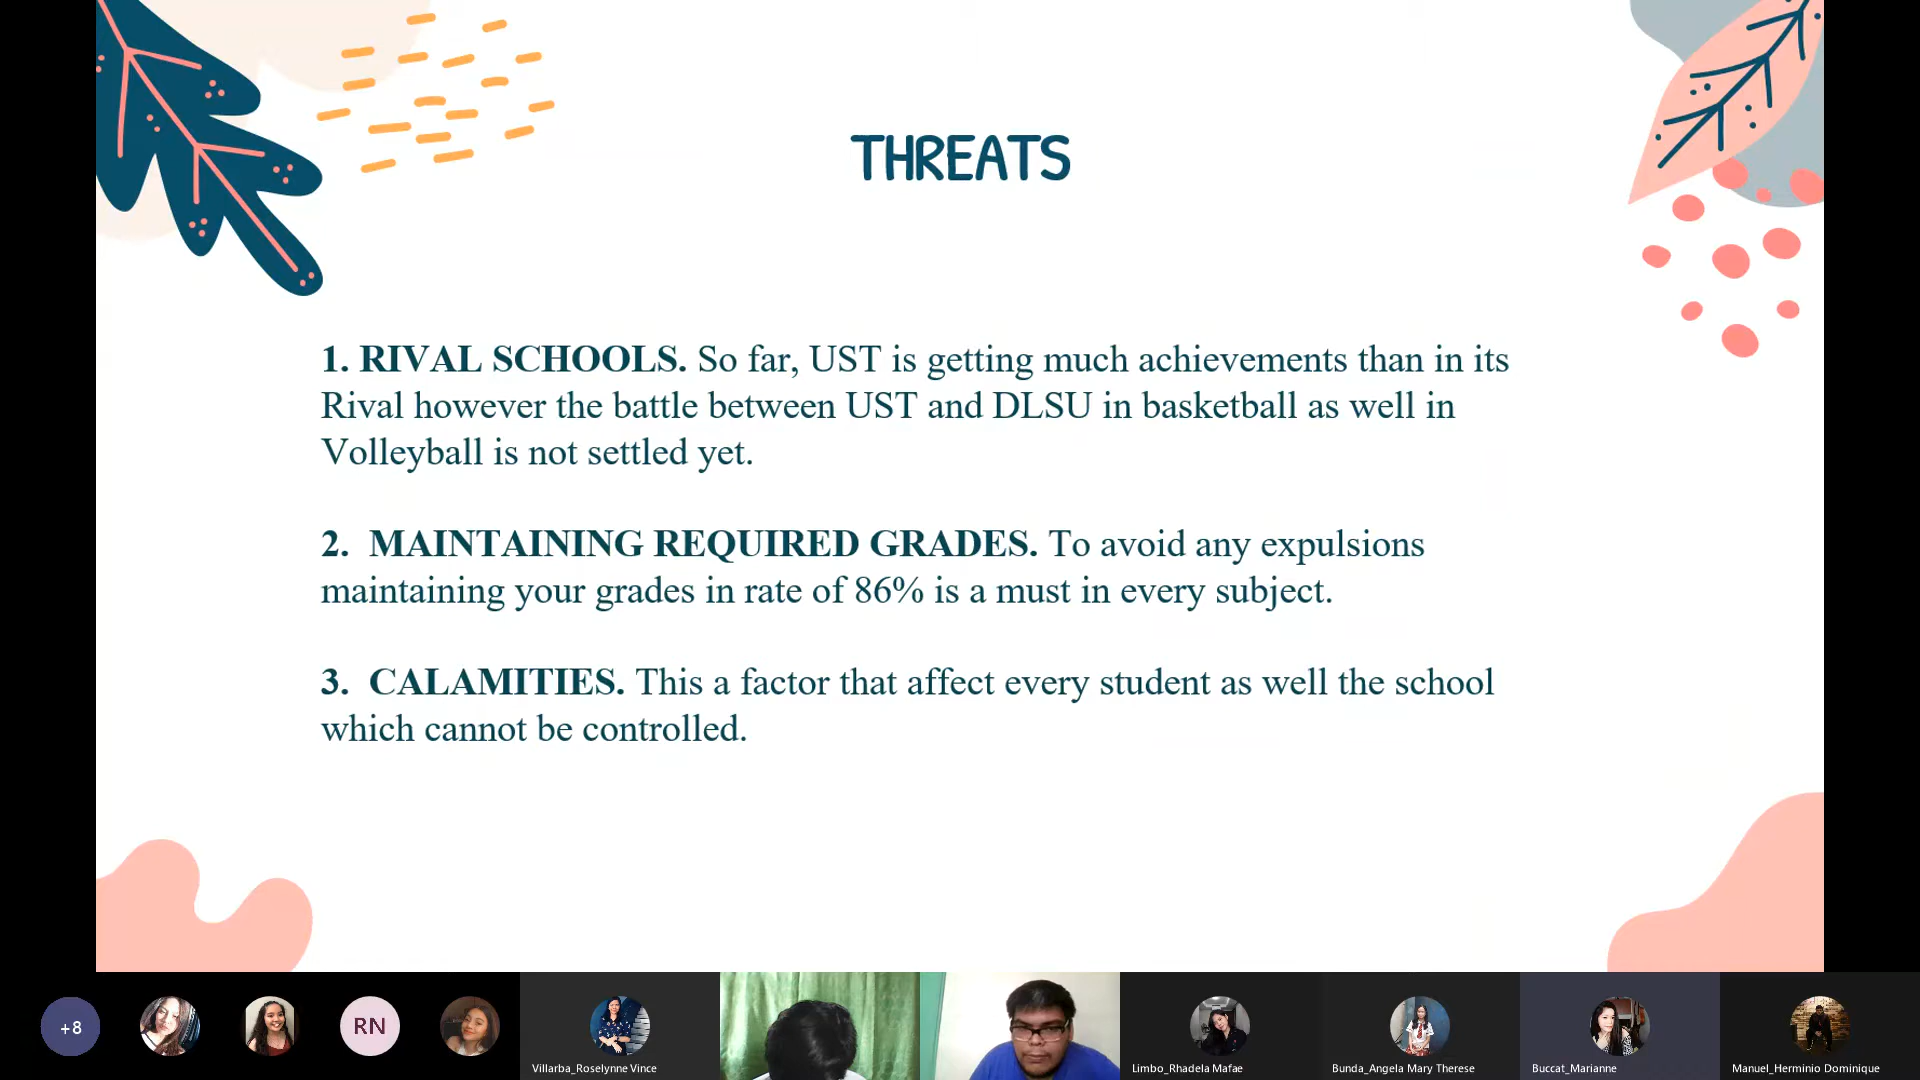 THREATS
1. RIVAL SCHOOLS. So far, UST is getting much achievements than in its
Rival however the battle between UST and DLSU in basketball as well in
Volleyball is not settled yet.
2. MAINTAINING REQUIRED GRADES. To avoid any expulsions
maintaining your grades in rate of 86% is a must in every subject.
3. CALAMITIES. This a factor that affect every student as well the school
which cannot be controlled.
+8
RN
Villarba_Roselynne Vince
Limbo_Rhadela Mafae
Bunda_Angela Mary Therese
Buccat_Marianne
Manuel_Herminio Dominique